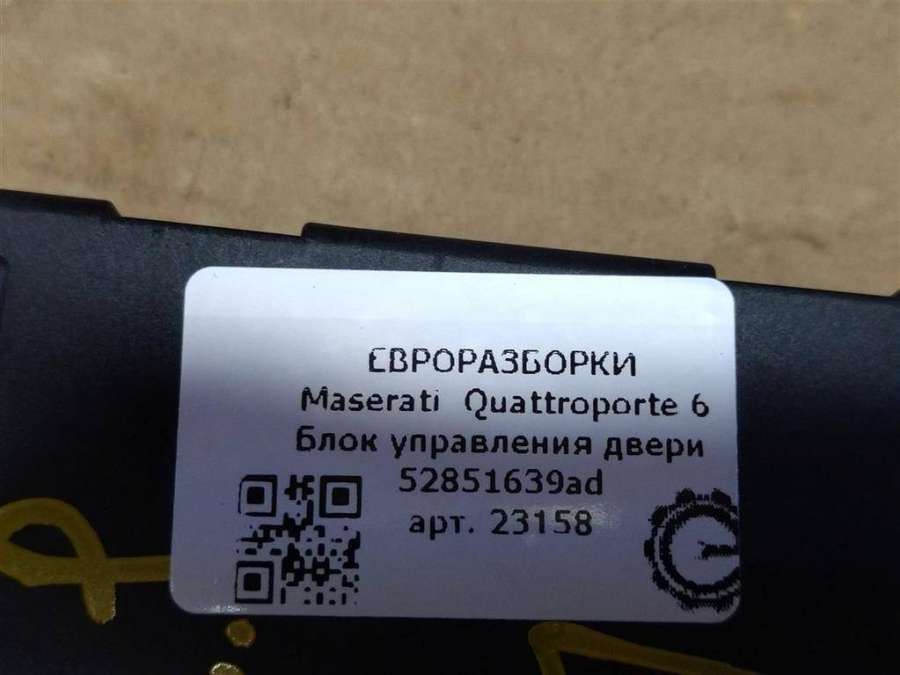 ЕВРОРАЗБОРКИ
Maserati Quattroporte 6
Блок управления двери
52851639ad
арт. 23158